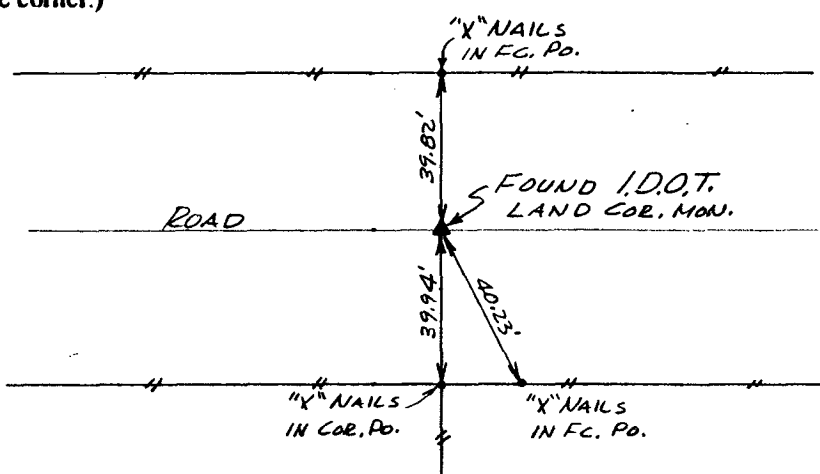 corner.)
"X" NAILS
IN FC. PO.
39.82'
FOUND I.D.O.T.
LAND COR. MON.
ROAD
39.94'
40.23'
"X" NAILS
IN COR. PO.
"X" NAILS
IN FC. PO.